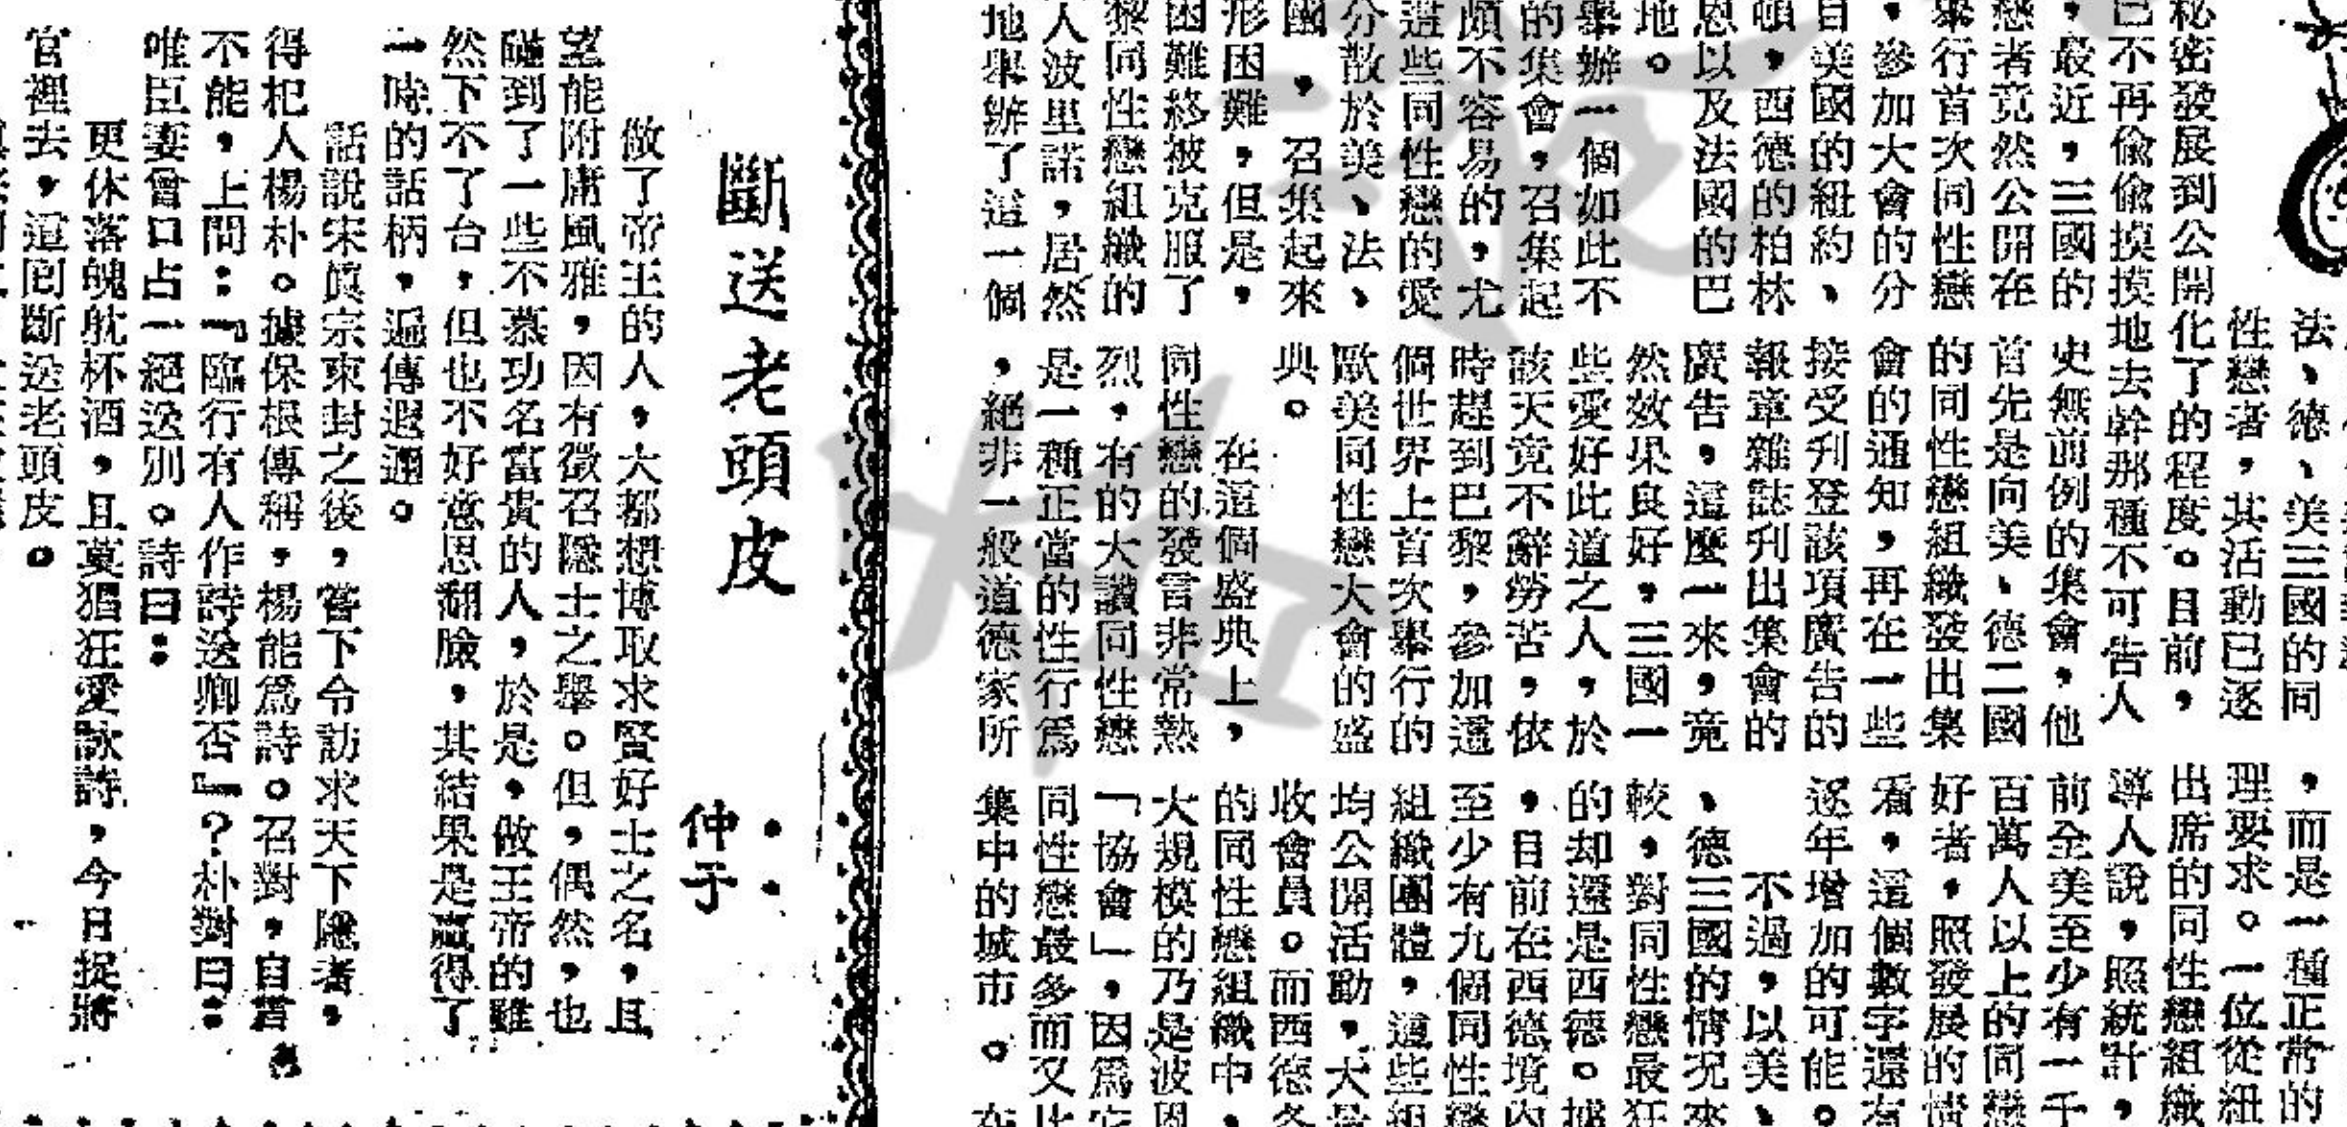 法、德、美三國的同
性戀者，其活動已逐
秘密發展到公開化了的程度。目前，
已不再偷偷摸摸地去幹那種不可告人
，最近，三國的
戀者竟然公開在
舉行首次同性戀
，參加大會的分
自美國的紐約、
頓，西德的柏林
恩以及法國的巴
地。
舉辦一個如此不
的集會，召集起
頗不容易的，尤
這些同性戀的愛
分散於美、法、
國，召集起來
形困難，但是，
困難終被克服了
黎同性戀組織的
人波里諾，居然
地舉辦了這一個
史無前例的集會，他
首先是向美、德二國
的同性戀組織發出集
會的通知，再在一些
接受刋登該項廣告的
報章雜誌刋出集會的
廣告，這麼一來，竟
然效果良好，三國一
些愛好此道之人，於
該天竟不辭勞苦，依
時趕到巴黎，參加這
個世界上首次舉行的
歐美同性戀大會的盛
典。
在這個盛典上，
同性戀的發言非常熱
烈，有的大讚同性戀
是一種正當的性行爲
，絕非一般道德家所
，而是一種正常的
理要求。一位從紐
出席的同性戀組織
導人說，照統計，
前全美至少有一千
百萬人以上的同戀
好者，照發展的情
看，這個數字還有
逐年增加的可能。
不過，以美、
、德三國的情況來
較，對同性戀最狂
的却還是西德。據
，目前在西德境內
至少有九個同性戀
組織團體，這些組
均公開活動，大量
收會員。而西德各
的同性戀組織中，
大規模的乃是波恩
「協會」，因爲它
同性戀最多而又比
集中的城市。在
斷送老頭皮
仲子
做了帝王的人，大都想博取求賢好士之名，且
望能附庸風雅，因有徵召隱士之舉。但，偶然，也
碰到了一些不慕功名富貴的人，於是，做王帝的雖
然下不了台，但也不好意思翻臉，其結果是贏得了
一時的話柄，遍傳遐邇。
話說宋眞宗東封之後，嘗下令訪求天下隱者，
得杞人楊朴。據保根傳稱，楊能爲詩。召對，自言
不能，上問：『臨行有人作詩送卿否』？朴對曰：
唯臣妻會口占一絕送別。詩曰：
更休落魄躭杯酒，且莫猖狂愛詠詩，今日捉將
官裡去，這回斷送老頭皮。